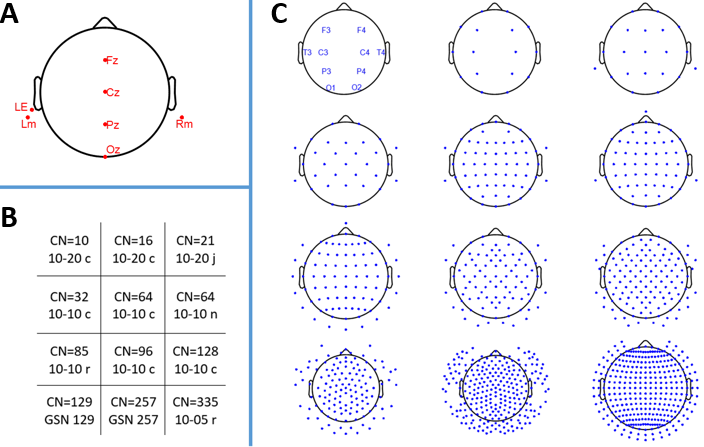 A
Fz
Cz
Pz
Oz
LE
Lm
Rm
B
CN=10 CN=16 CN=21
10-20 c 10-20 c 10-20 j
CN=32 CN=64 CN=64
10-10 c 10-10 c 10-10 n
CN=85 CN=96 CN=128
10-10 r 10-10 c 10-10 c
CN=129 CN=257 CN=335
GSN 129 GSN 257 10-05 r
C
F3 F4
T3 C3 C4 T4
P3 P4
O1 O2